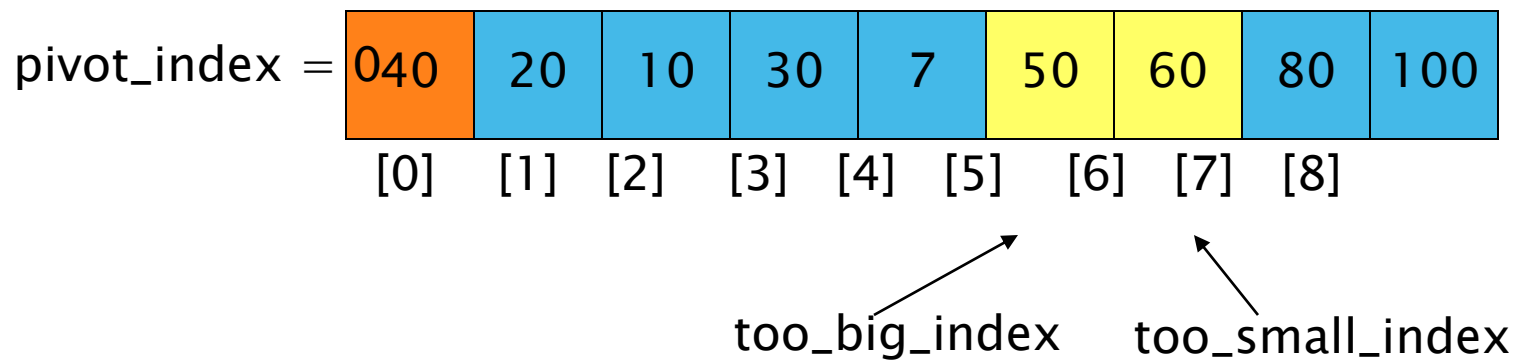 pivot_index = 0 40 20 10 30 7 50 60 80 100
[0] [1] [2] [3] [4] [5] [6] [7] [8]
too_big_index too_small_index